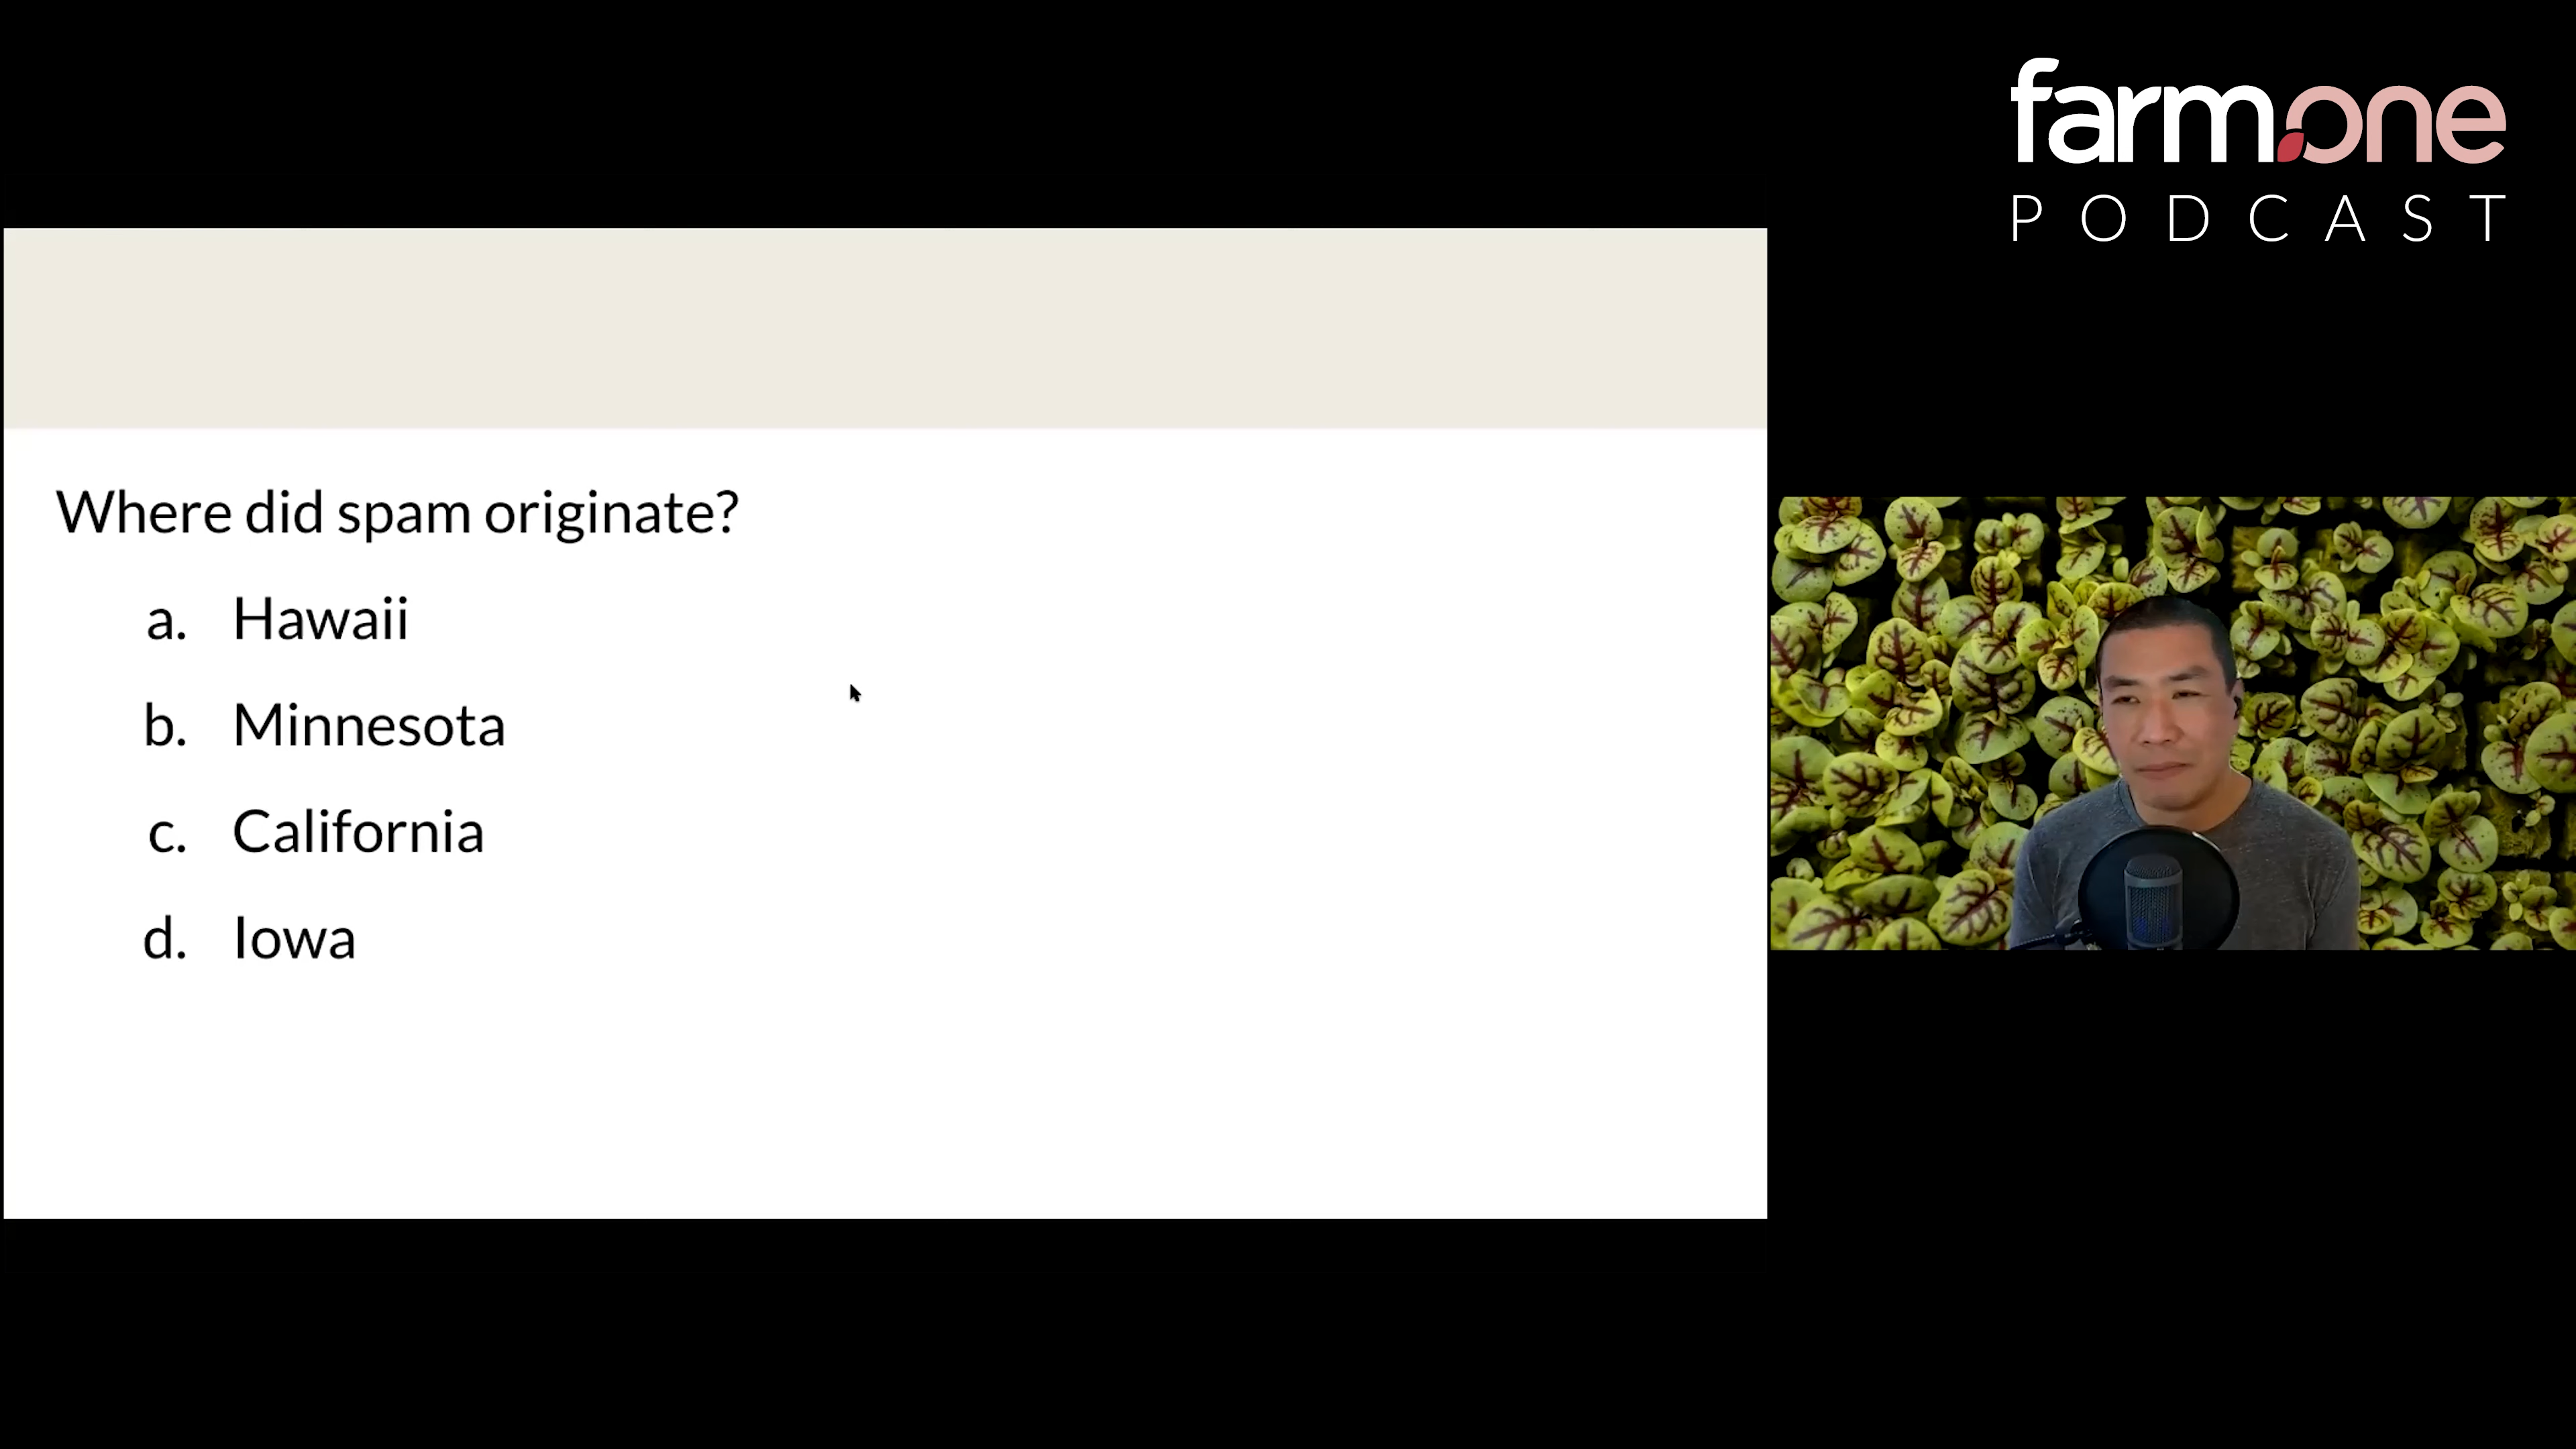 farm.one
PODCAST
Where did spam originate?
a. Hawaii
b. Minnesota
c. California
d. Iowa